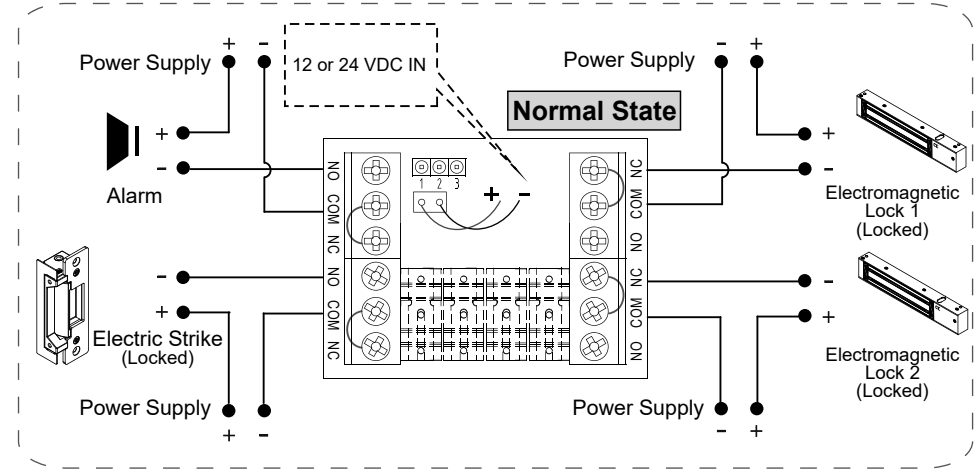 + -
Power Supply
12 or 24 VDC IN
Power Supply
- +
Normal State
+
-
Alarm
NO
COM
NC
1 2 3
+ -
NC
COM
NO
+
-
Electromagnetic
Lock 1
(Locked)
-
+
Electric Strike
(Locked)
NO
COM
NC
NC
COM
NO
-
+
Electromagnetic
Lock 2
(Locked)
Power Supply
+ -
Power Supply
- +